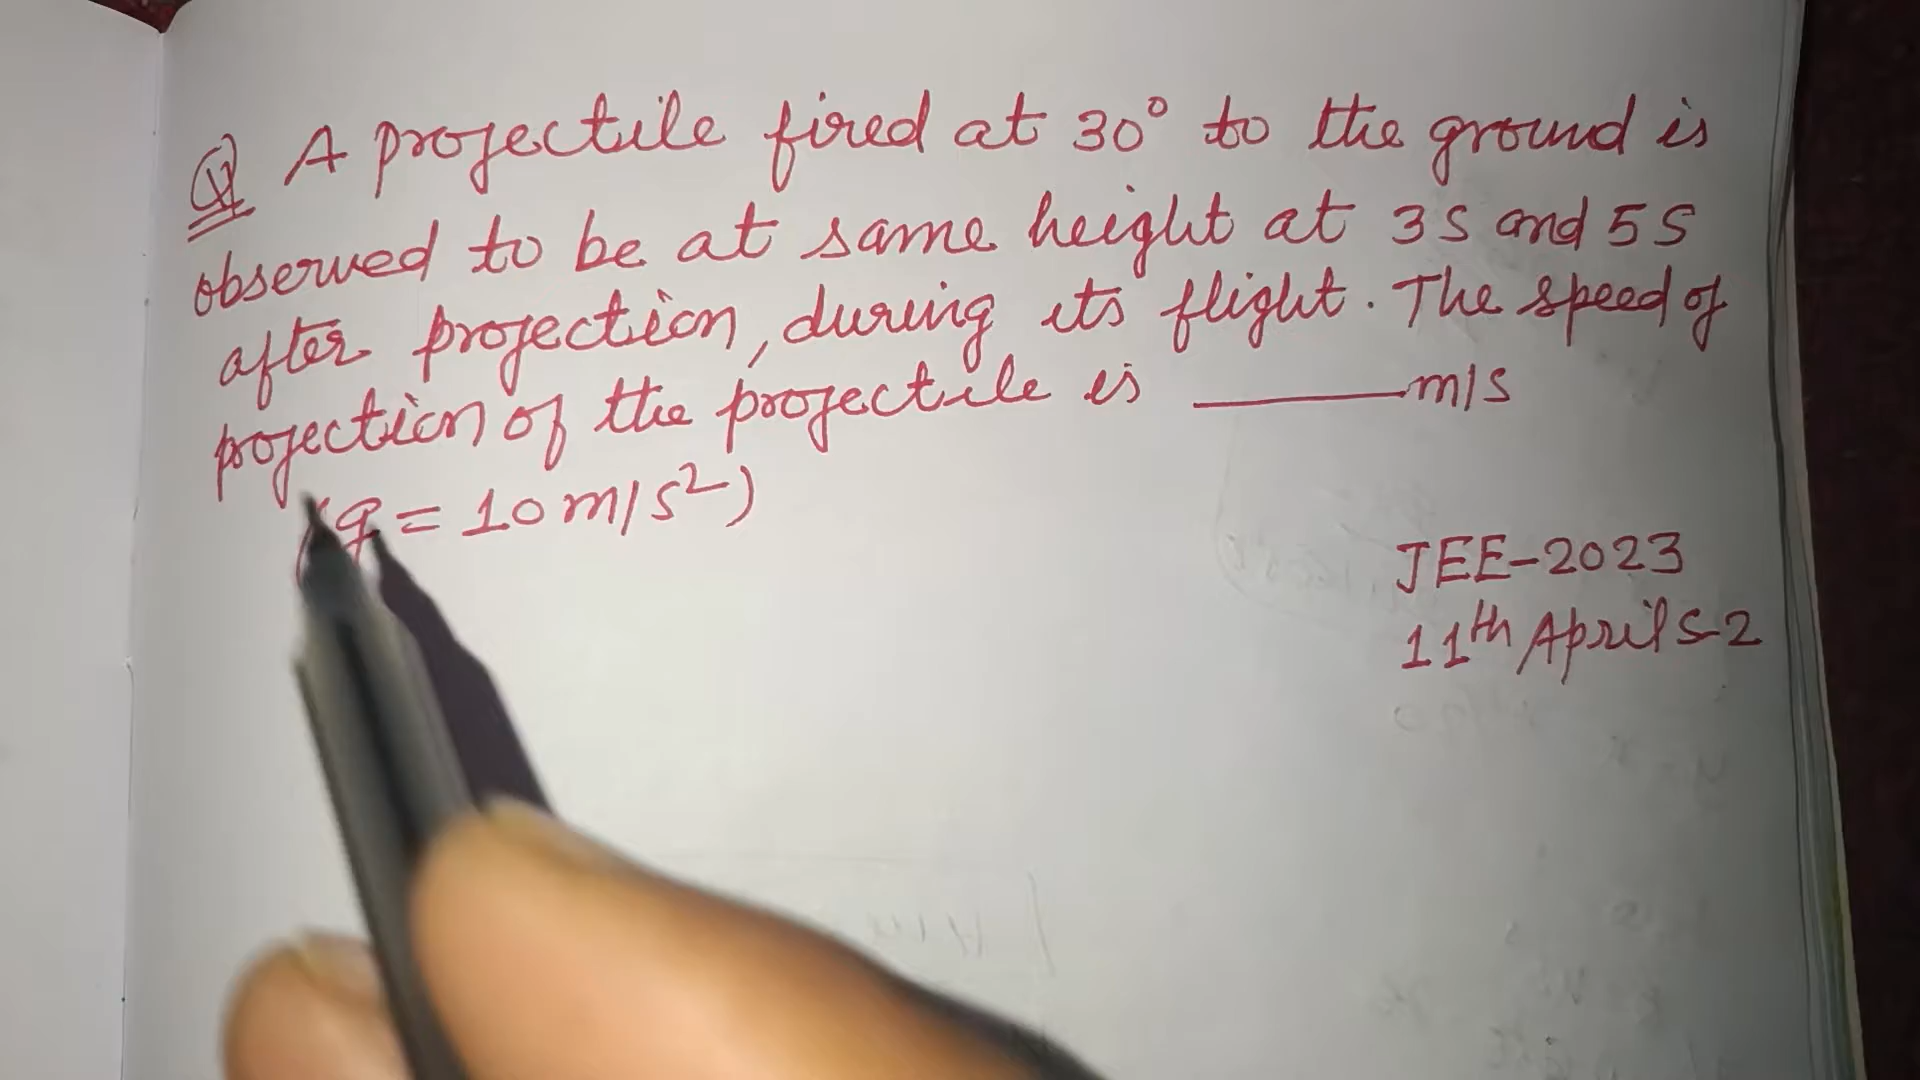 Q A projectile fired at 30° to the ground is
observed to be at same height at 3S and 5S
after projection, during its flight. The speed of
projection of the projectile is ______ m/s
(g = 10 m/s²)
JEE-2023
11th April S-2